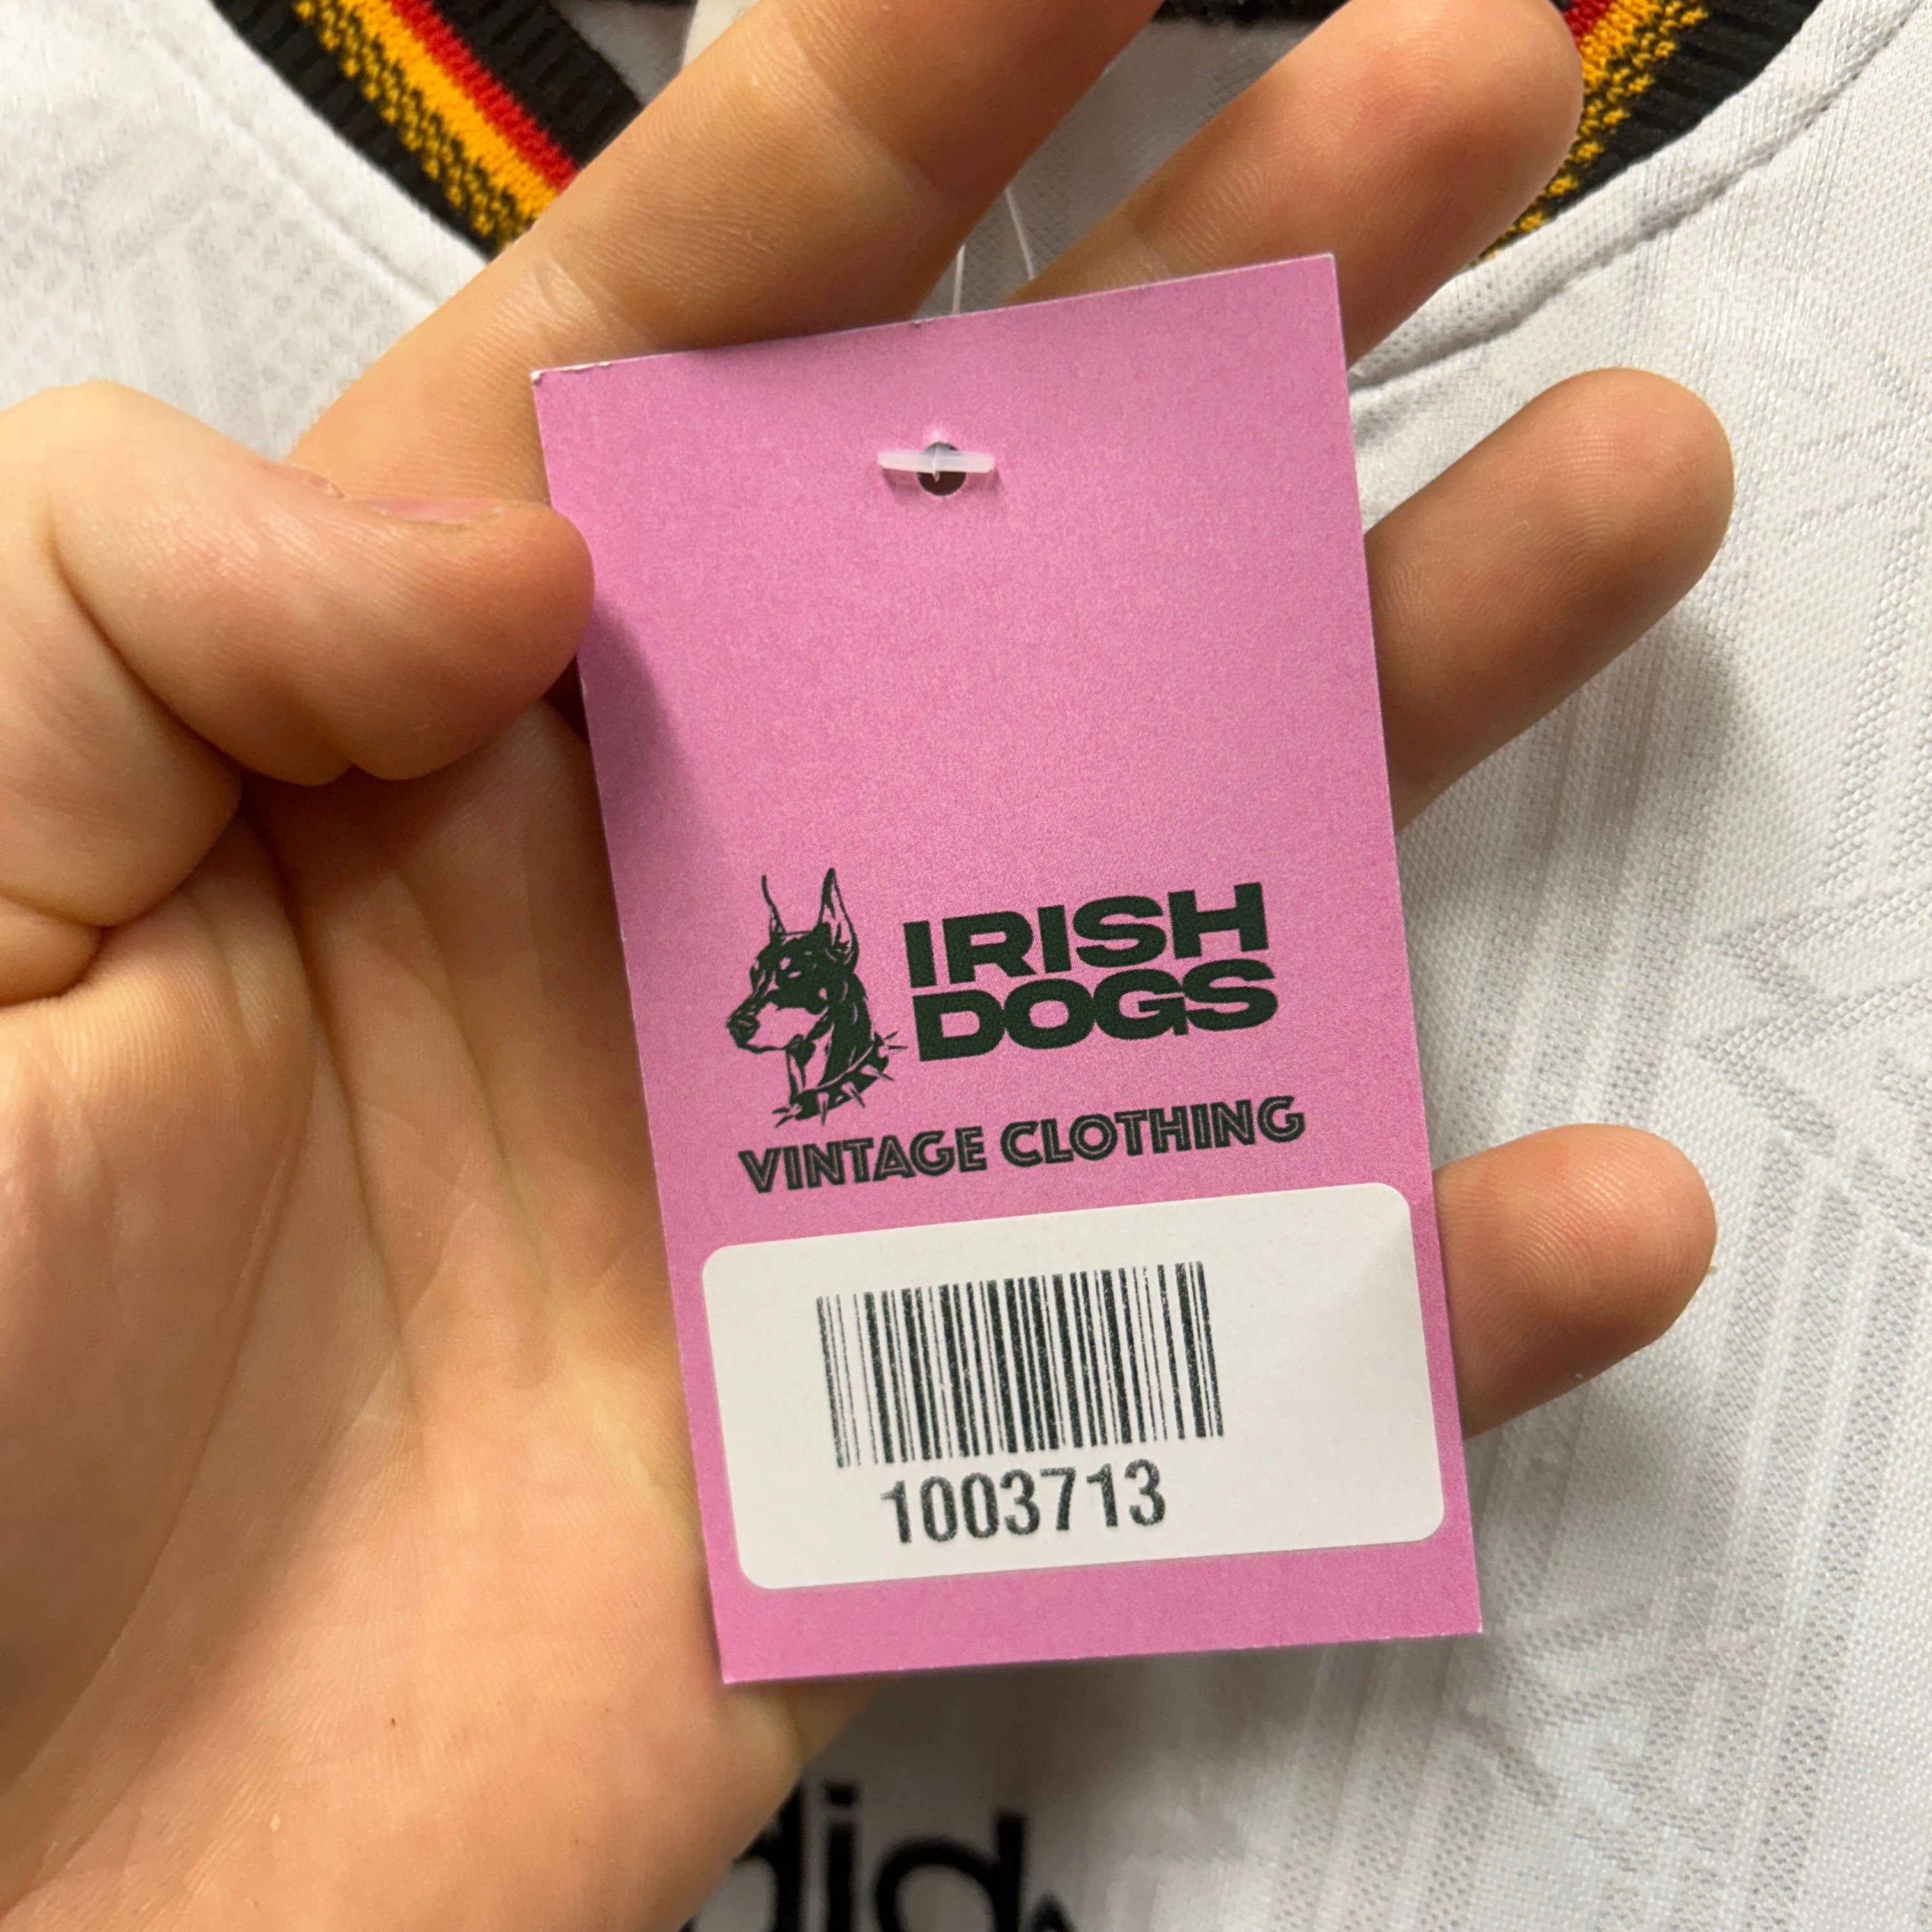 IRISH
DOGS
VINTAGE CLOTHING
1003713